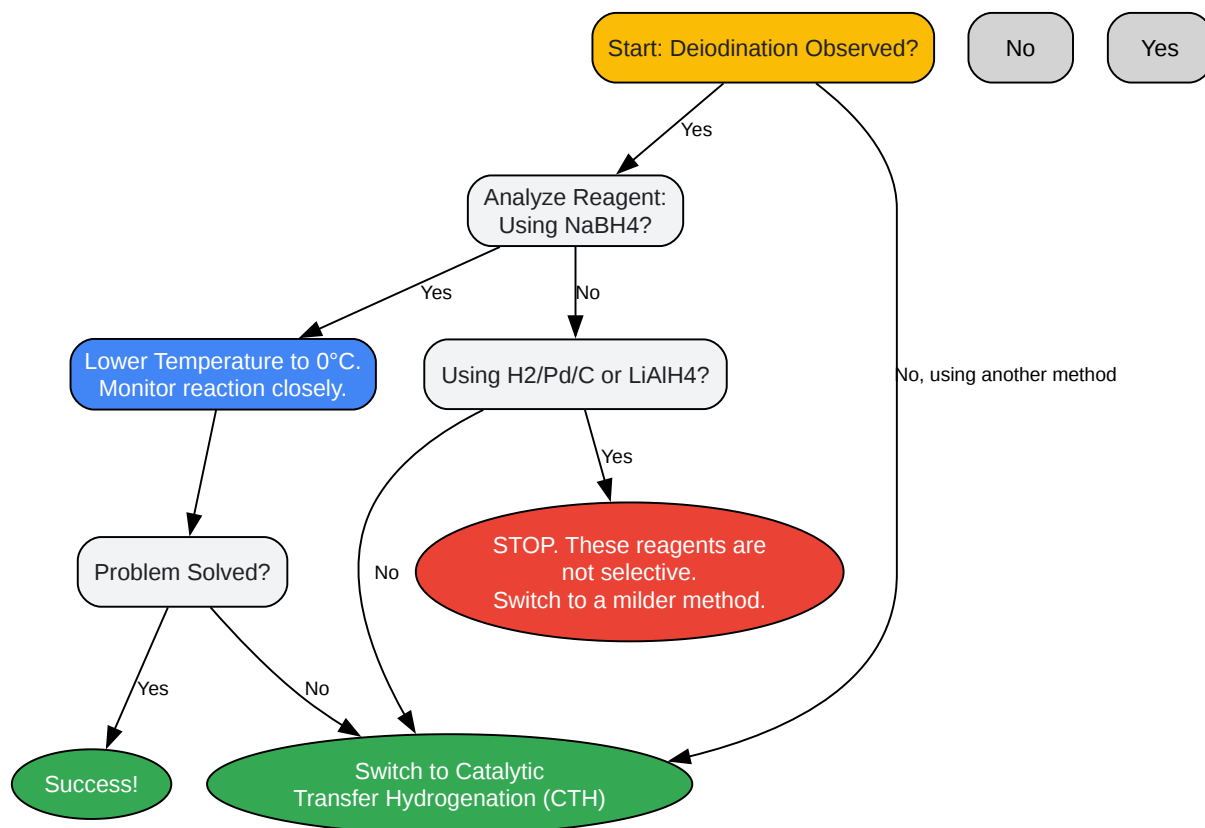 Start: Deiodination Observed?
No
Yes
Yes
Analyze Reagent:
Using NaBH4?
Yes
No
Lower Temperature to 0°C.
Monitor reaction closely.
Using H2/Pd/C or LiAlH4?
No, using another method
Yes
STOP. These reagents are
not selective.
Switch to a milder method.
Problem Solved?
No
Yes
No
Success!
Switch to Catalytic
Transfer Hydrogenation (CTH)